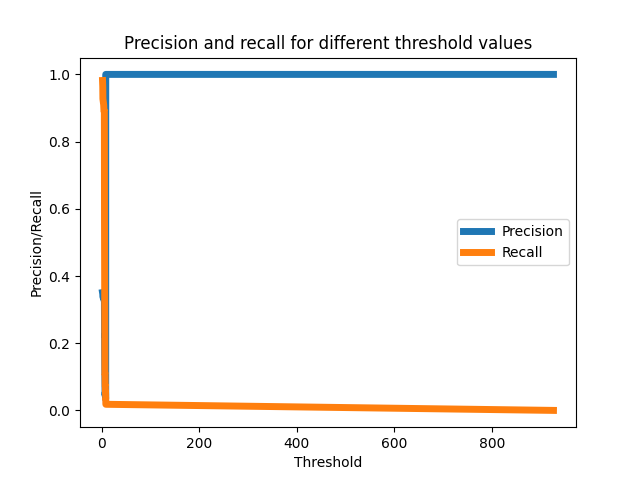 Precision and recall for different threshold values
1.0
0.8
0.6
0.4
0.2
0.0
Precision/Recall
Precision
Recall
0
200
400
600
800
Threshold